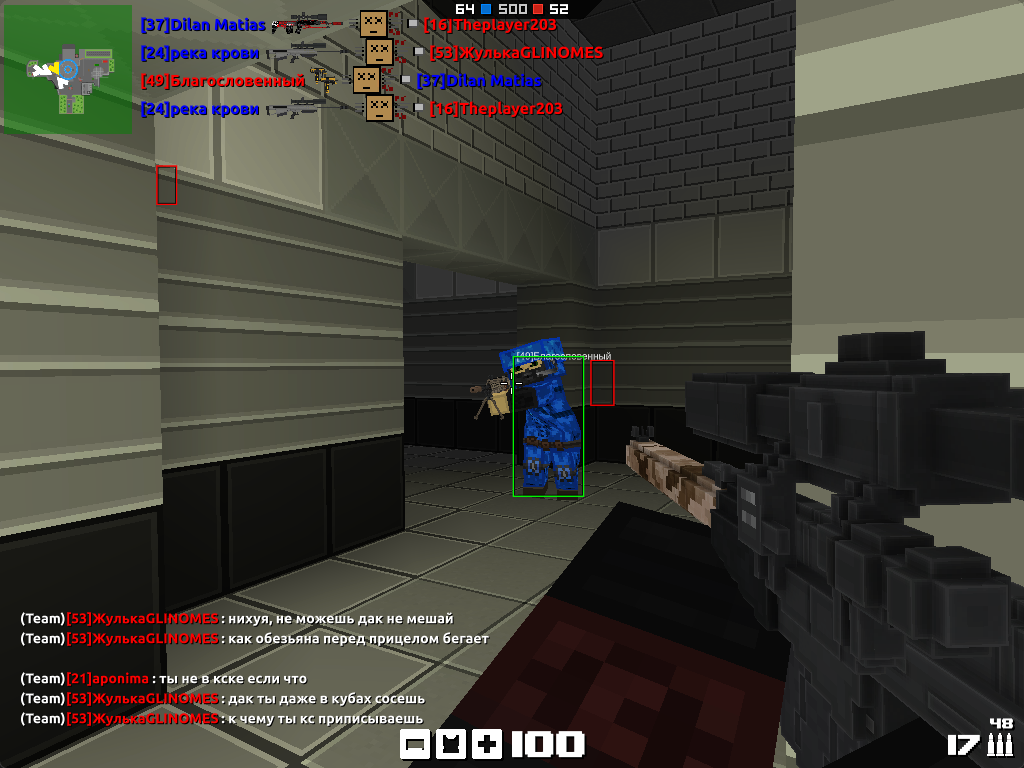 64 500 52
[37]Dilan Matias [16]Theplayer203
[24]река крови [53]ЖулькаGLINOMES
[49]Благословенный [37]Dilan Matias
[24]река крови [16]Theplayer203
[49]Благословенный
(Team)[53]ЖулькаGLINOMES : нихуя, не можешь дак не мешай
(Team)[53]ЖулькаGLINOMES : как обезьяна перед прицелом бегает
(Team)[21]aponima : ты не в кске если что
(Team)[53]ЖулькаGLINOMES : дак ты даже в кубах сосешь
(Team)[53]ЖулькаGLINOMES : к чему ты кс приписываешь
100
48
17